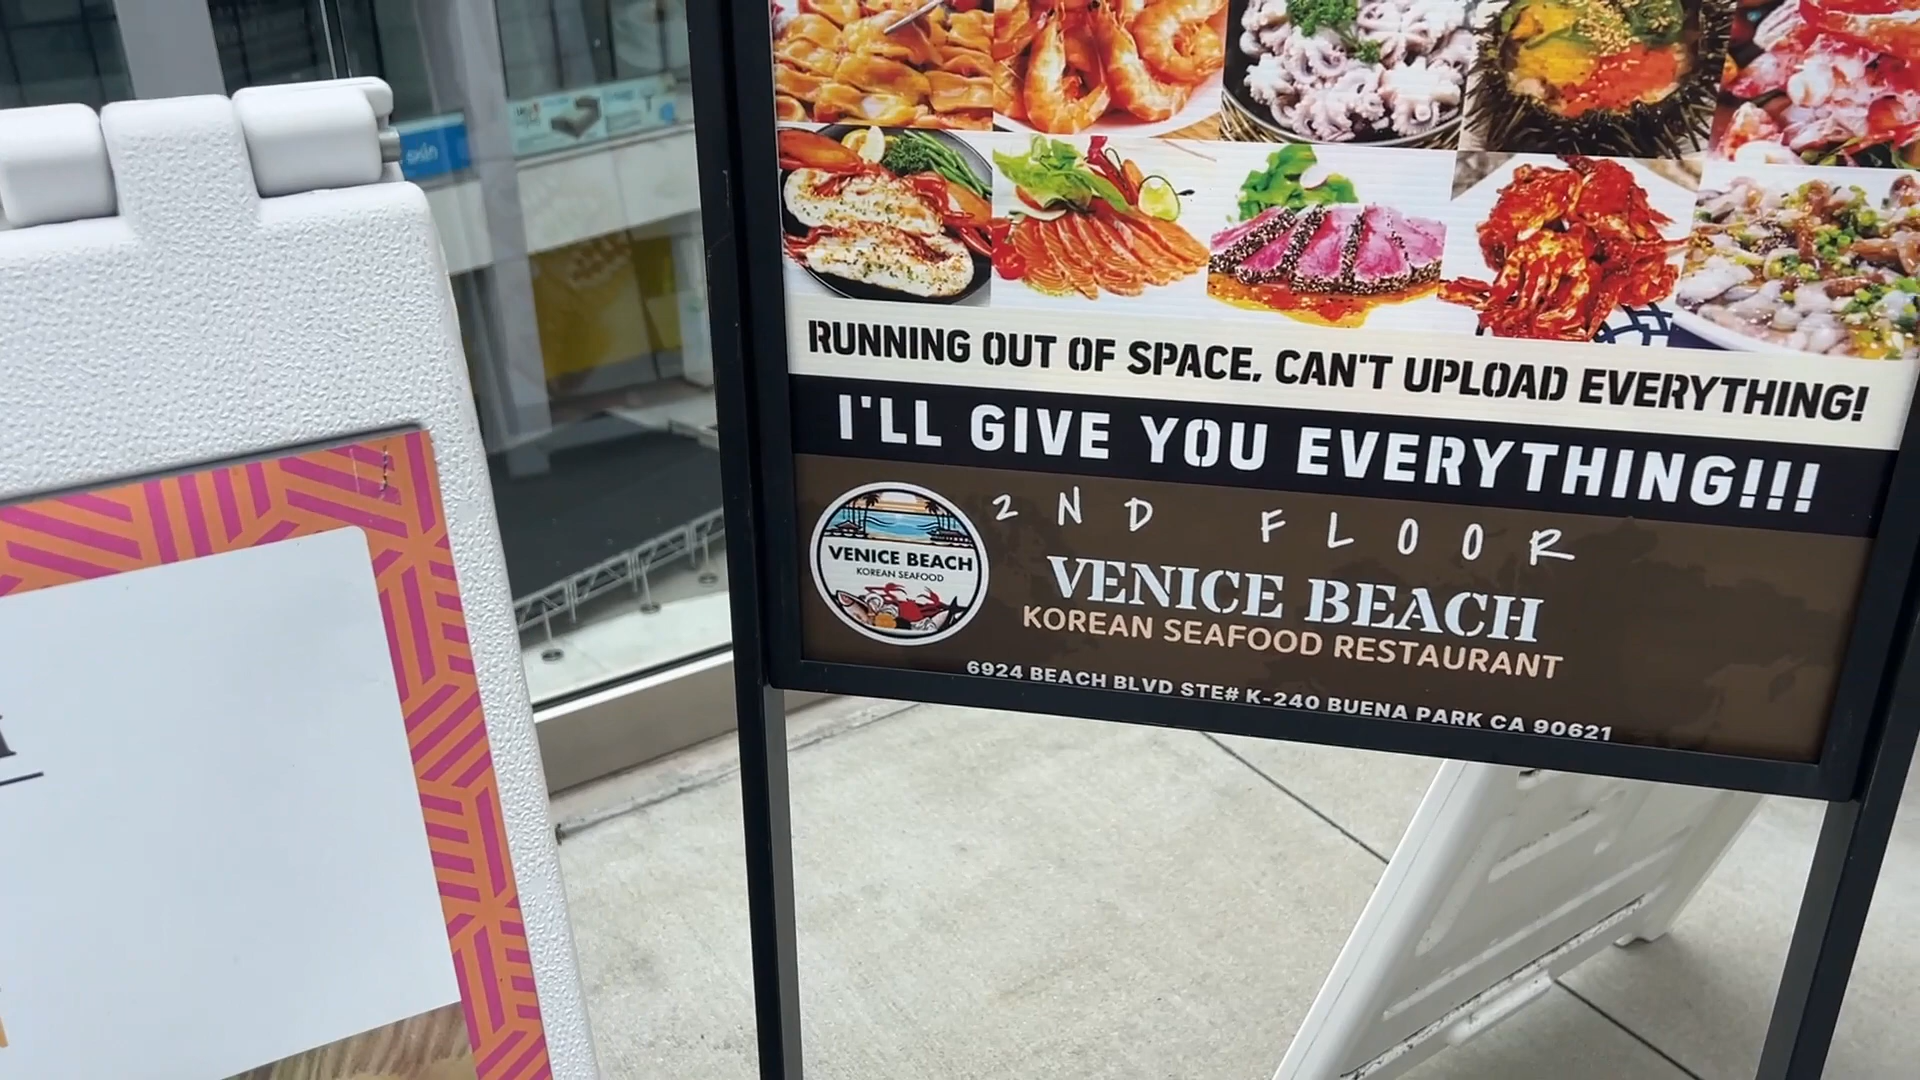 RUNNING OUT OF SPACE, CAN'T UPLOAD EVERYTHING!
I'LL GIVE YOU EVERYTHING!!!
2ND FLOOR
VENICE BEACH
KOREAN SEAFOOD
VENICE BEACH
KOREAN SEAFOOD RESTAURANT
6924 BEACH BLVD STE# K-240 BUENA PARK CA 90621